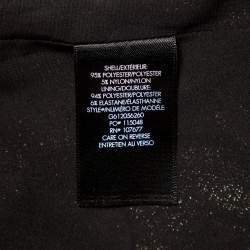 SHELL/EXTÉRIEUR:
95% POLYESTER/POLYESTER
5% NYLON/NYLON
LINING/DOUBLURE:
94% POLYESTER/POLYESTER
6% ELASTANE/ÉLASTHANNE
STYLE#/NUMÉRO DE MODÈLE:
G612056260
PO# 115048
RN# 107677
CARE ON REVERSE
ENTRETIEN AU VERSO